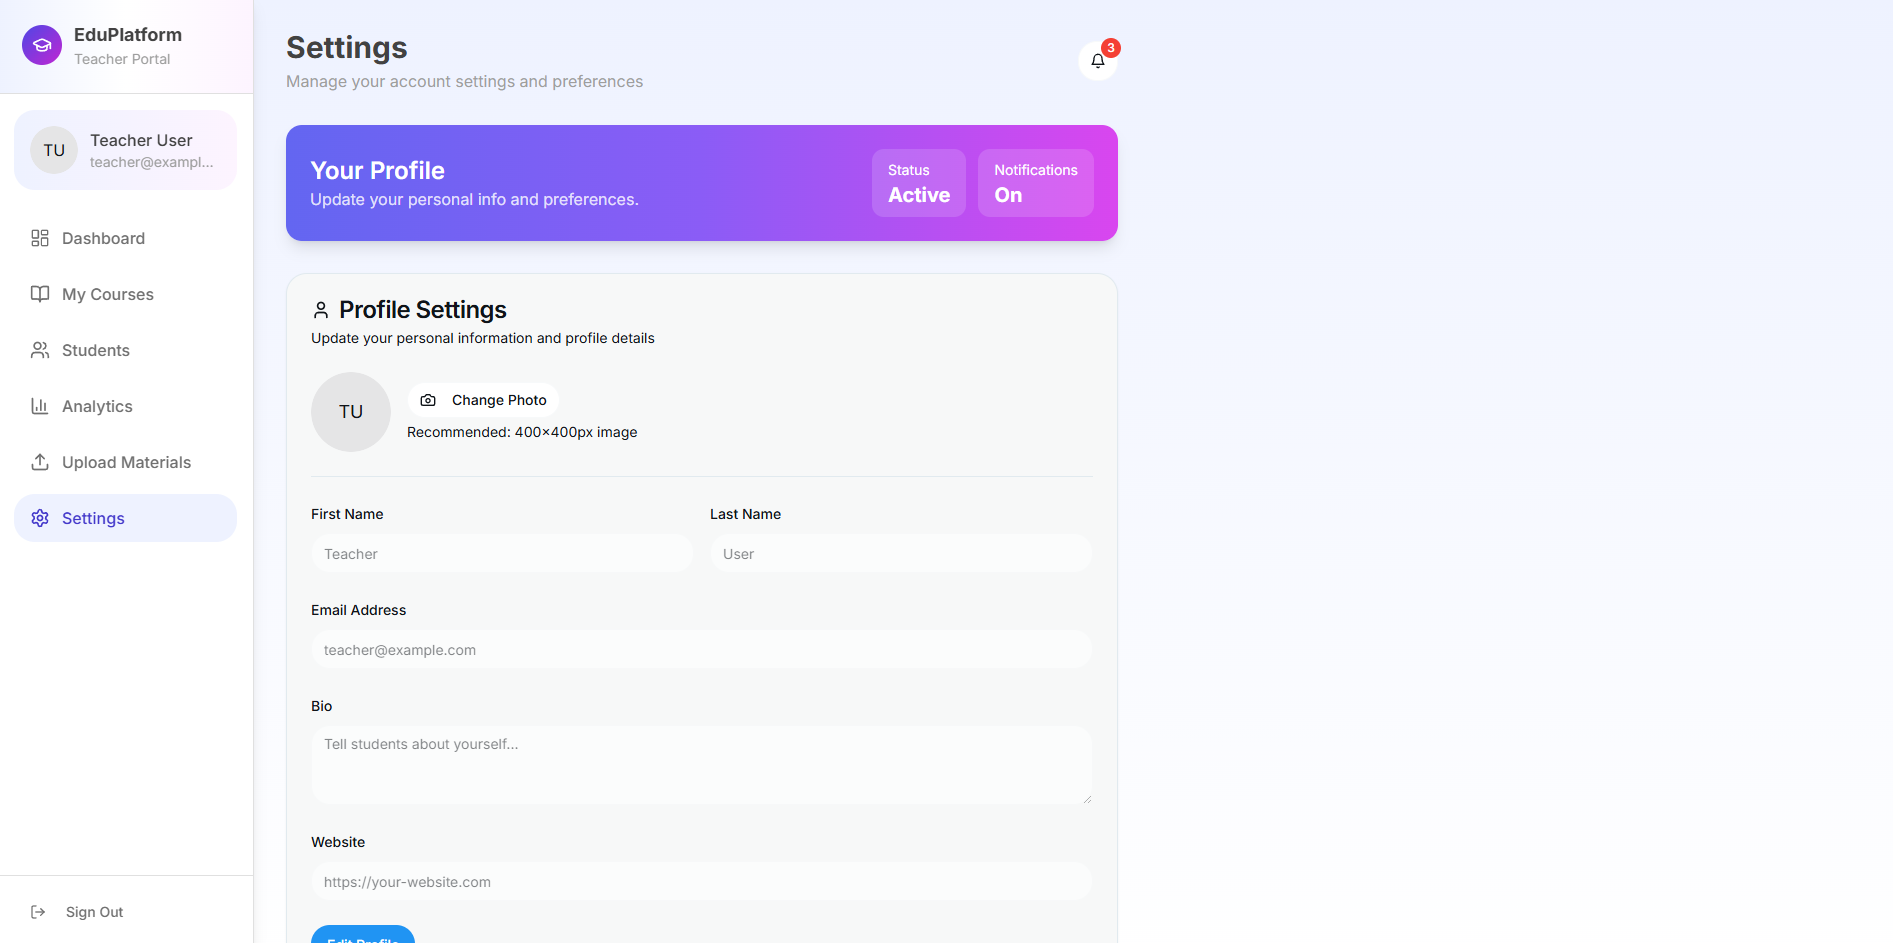 EduPlatform
Teacher Portal
TU
Teacher User
teacher@exampl...
Dashboard
My Courses
Students
Analytics
Upload Materials
Settings
Sign Out
Settings
Manage your account settings and preferences
3
Your Profile
Update your personal info and preferences.
Status
Active
Notifications
On
Profile Settings
Update your personal information and profile details
TU
Change Photo
Recommended: 400×400px image
First Name
Last Name
Teacher
User
Email Address
teacher@example.com
Bio
Tell students about yourself...
Website
https://your-website.com
Edit Profile